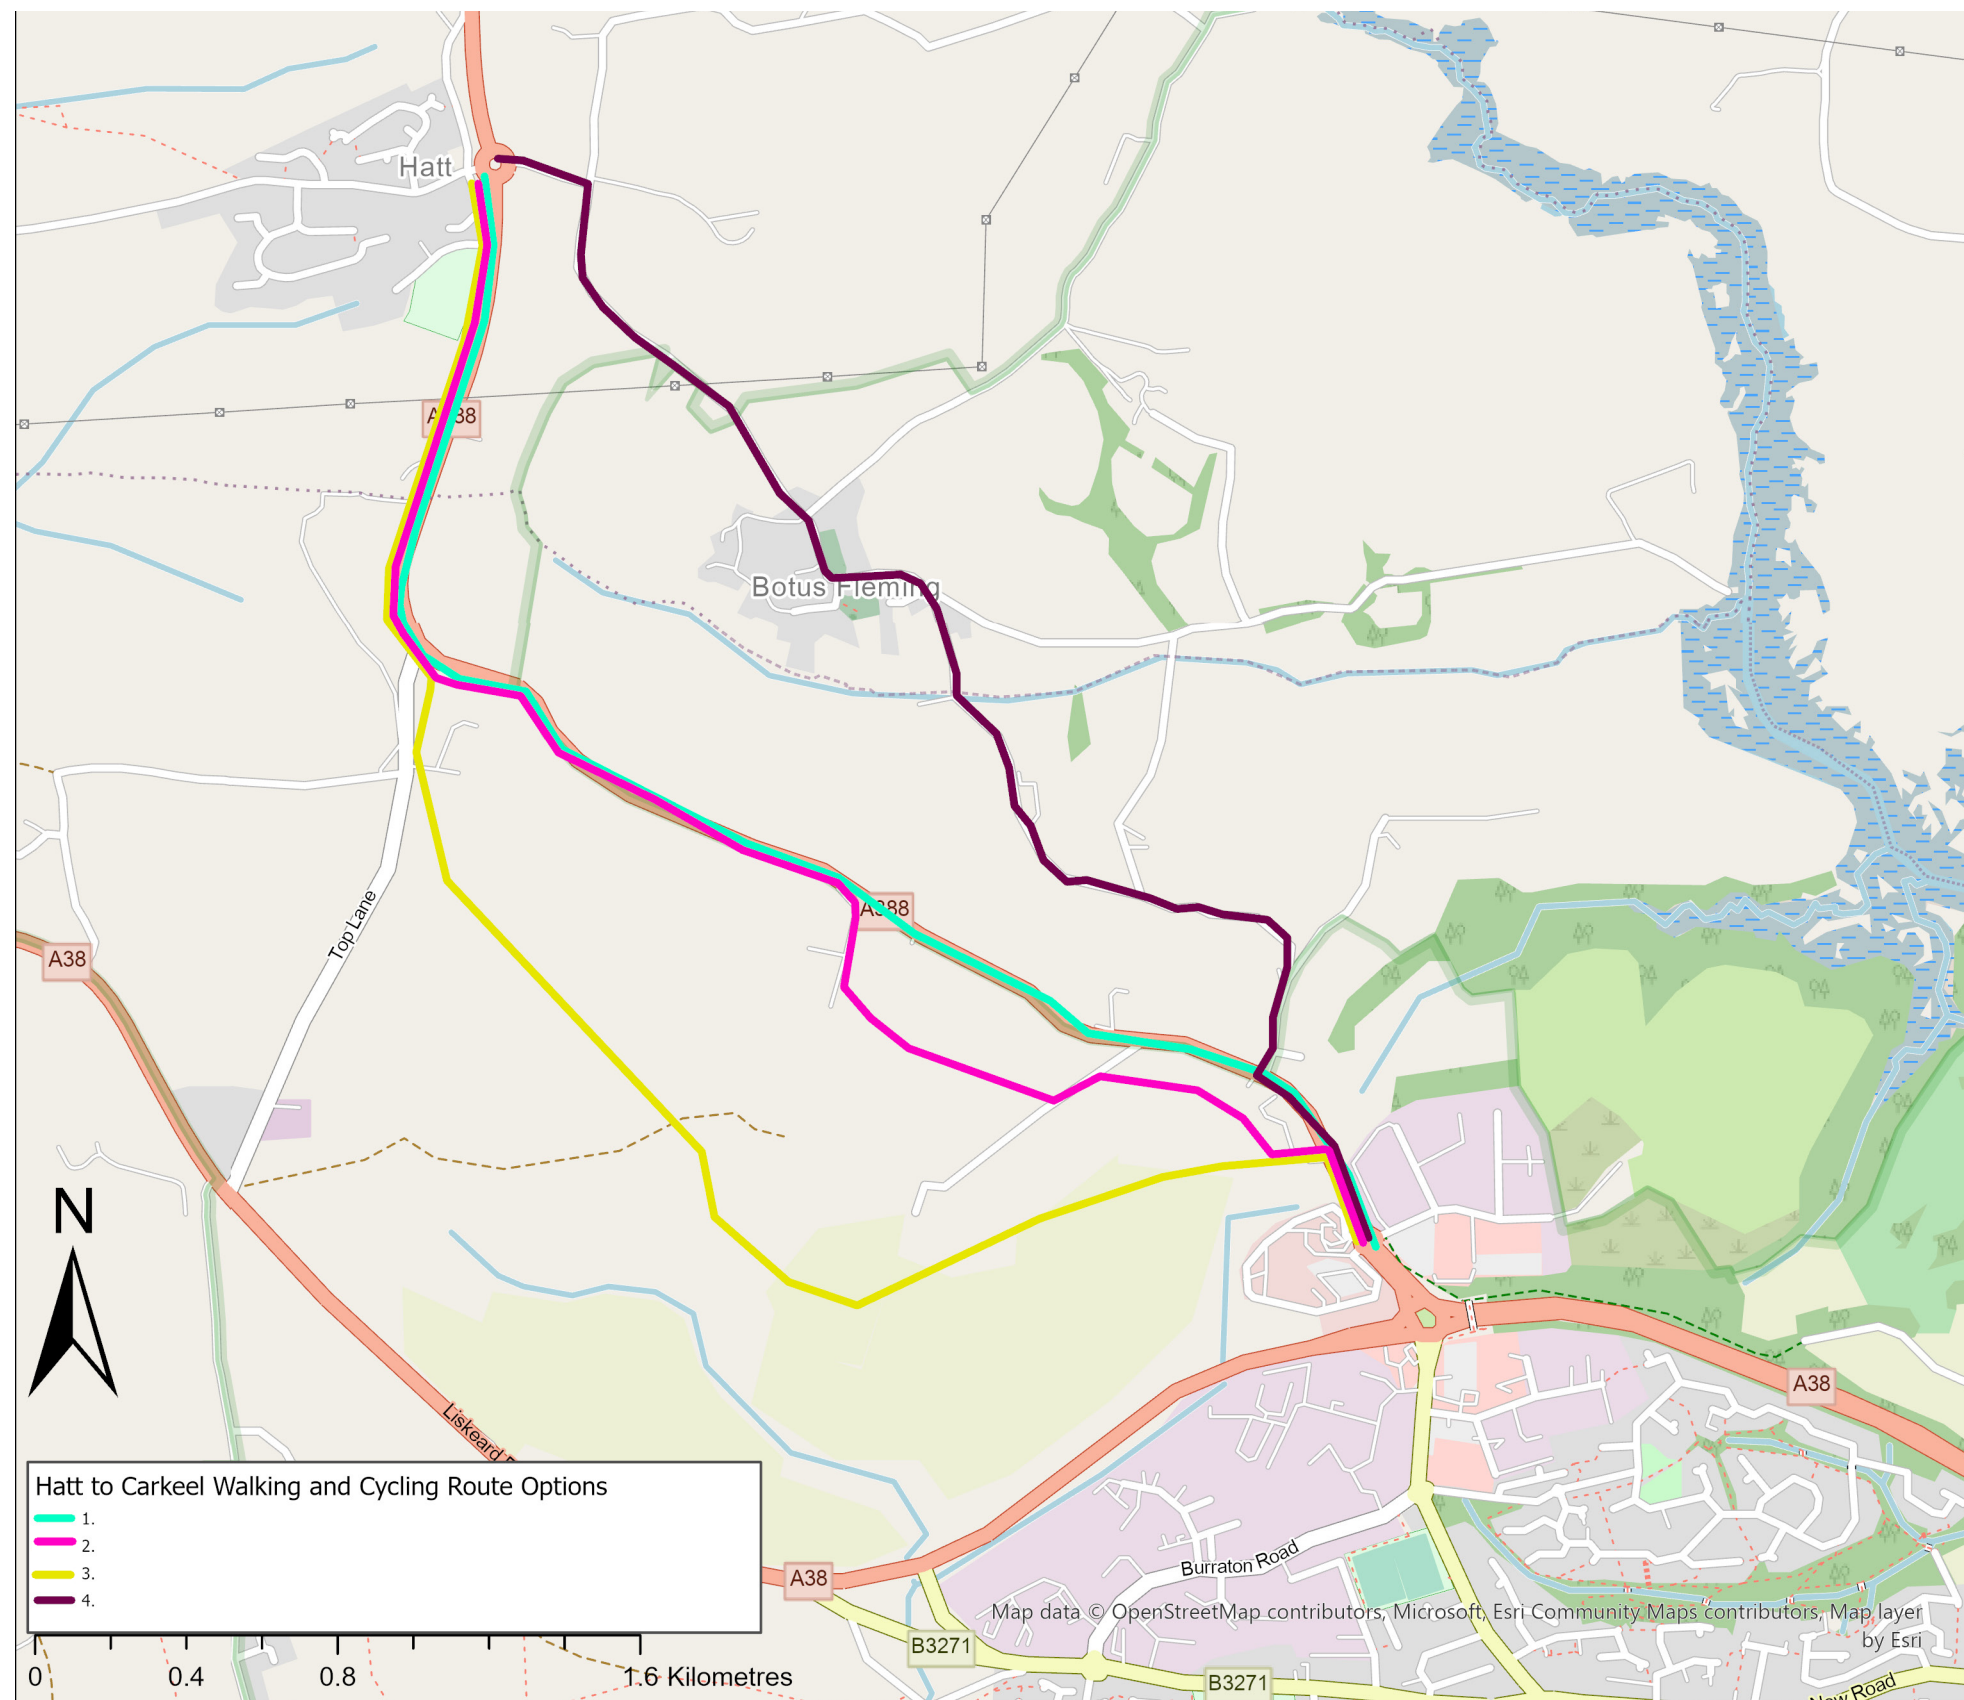 Hatt
A388
Botus Fleming
A388
Top Lane
A38
N
A38
Liskeard
Hatt to Carkeel Walking and Cycling Route Options
1.
2.
3.
4.
A38
Burraton Road
Map data © OpenStreetMap contributors, Microsoft, Esri Community Maps contributors, Map layer
by Esri
B3271
0 0.4 0.8 1.6 Kilometres
B3271
New Road